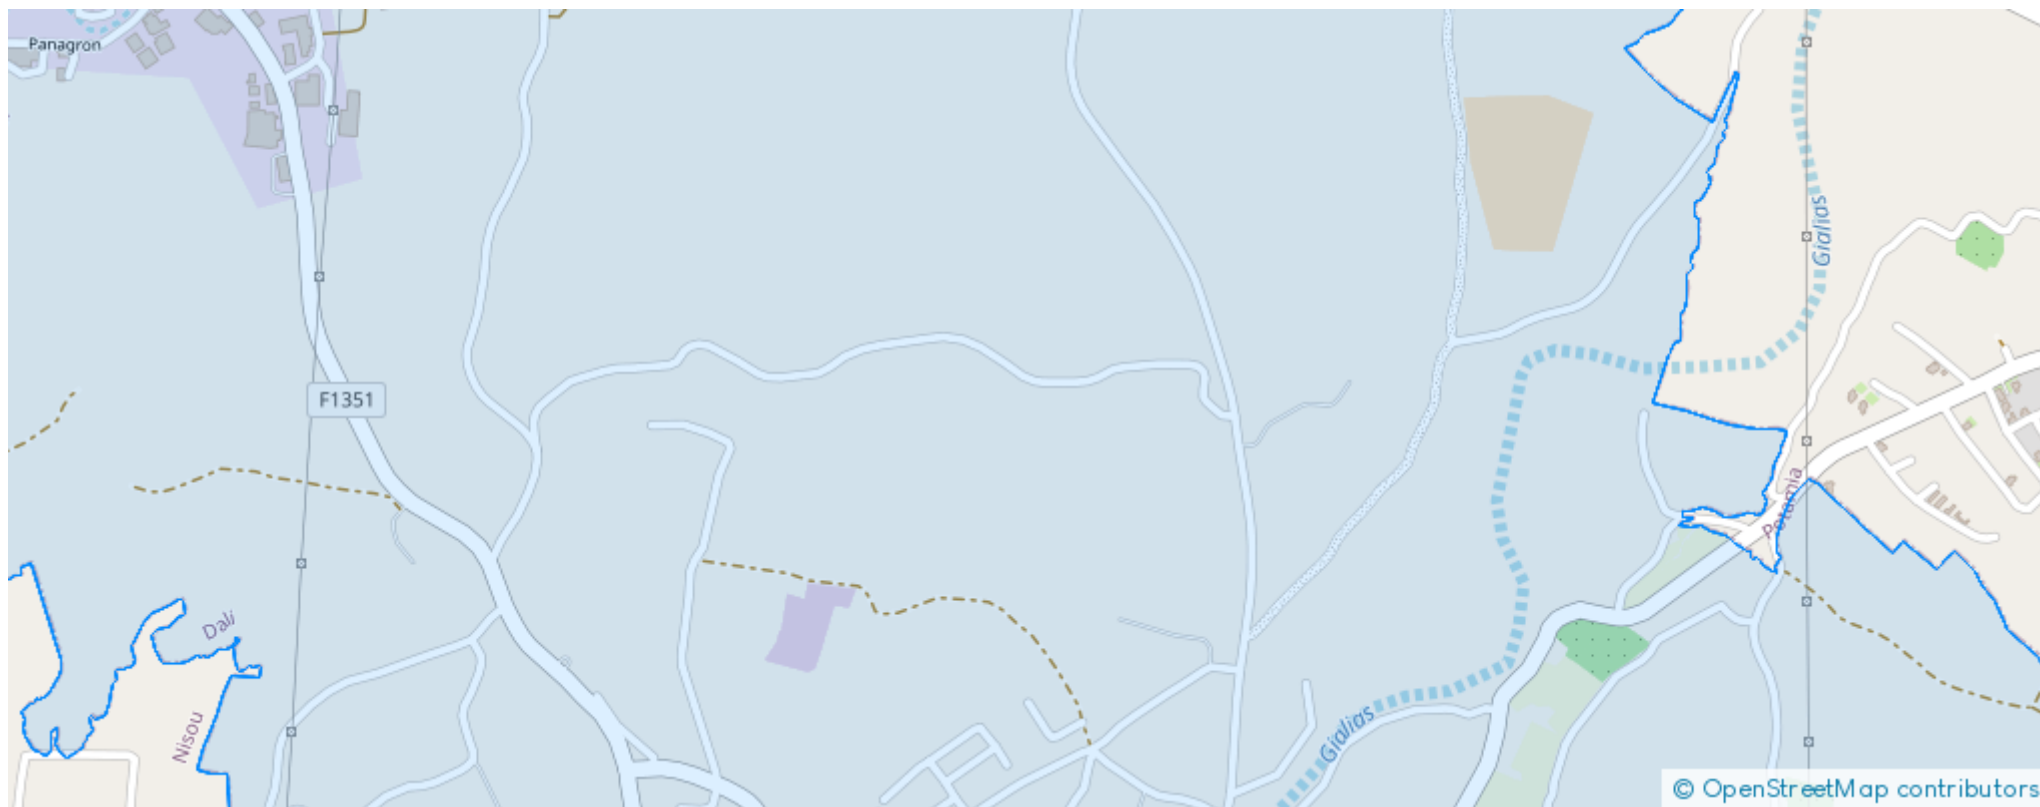 Panagron
Gialias
F1351
Potamia
Dali
Nisou
Gialias
© OpenStreetMap contributors